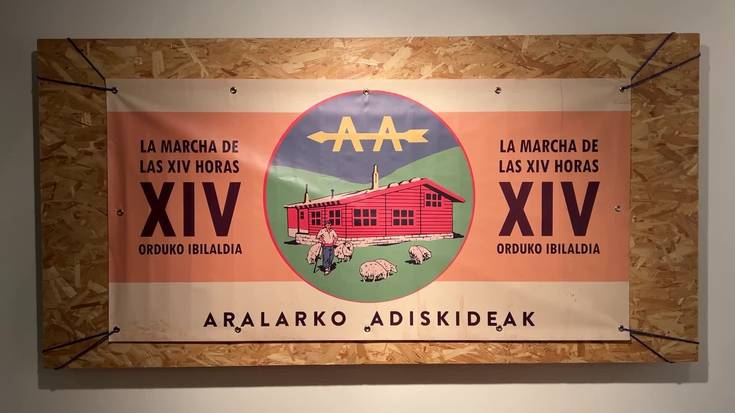 LA MARCHA DE
LAS XIV HORAS
XIV
ORDUKO IBILALDIA
A A
LA MARCHA DE
LAS XIV HORAS
XIV
ORDUKO IBILALDIA
ARALARKO ADISKIDEAK